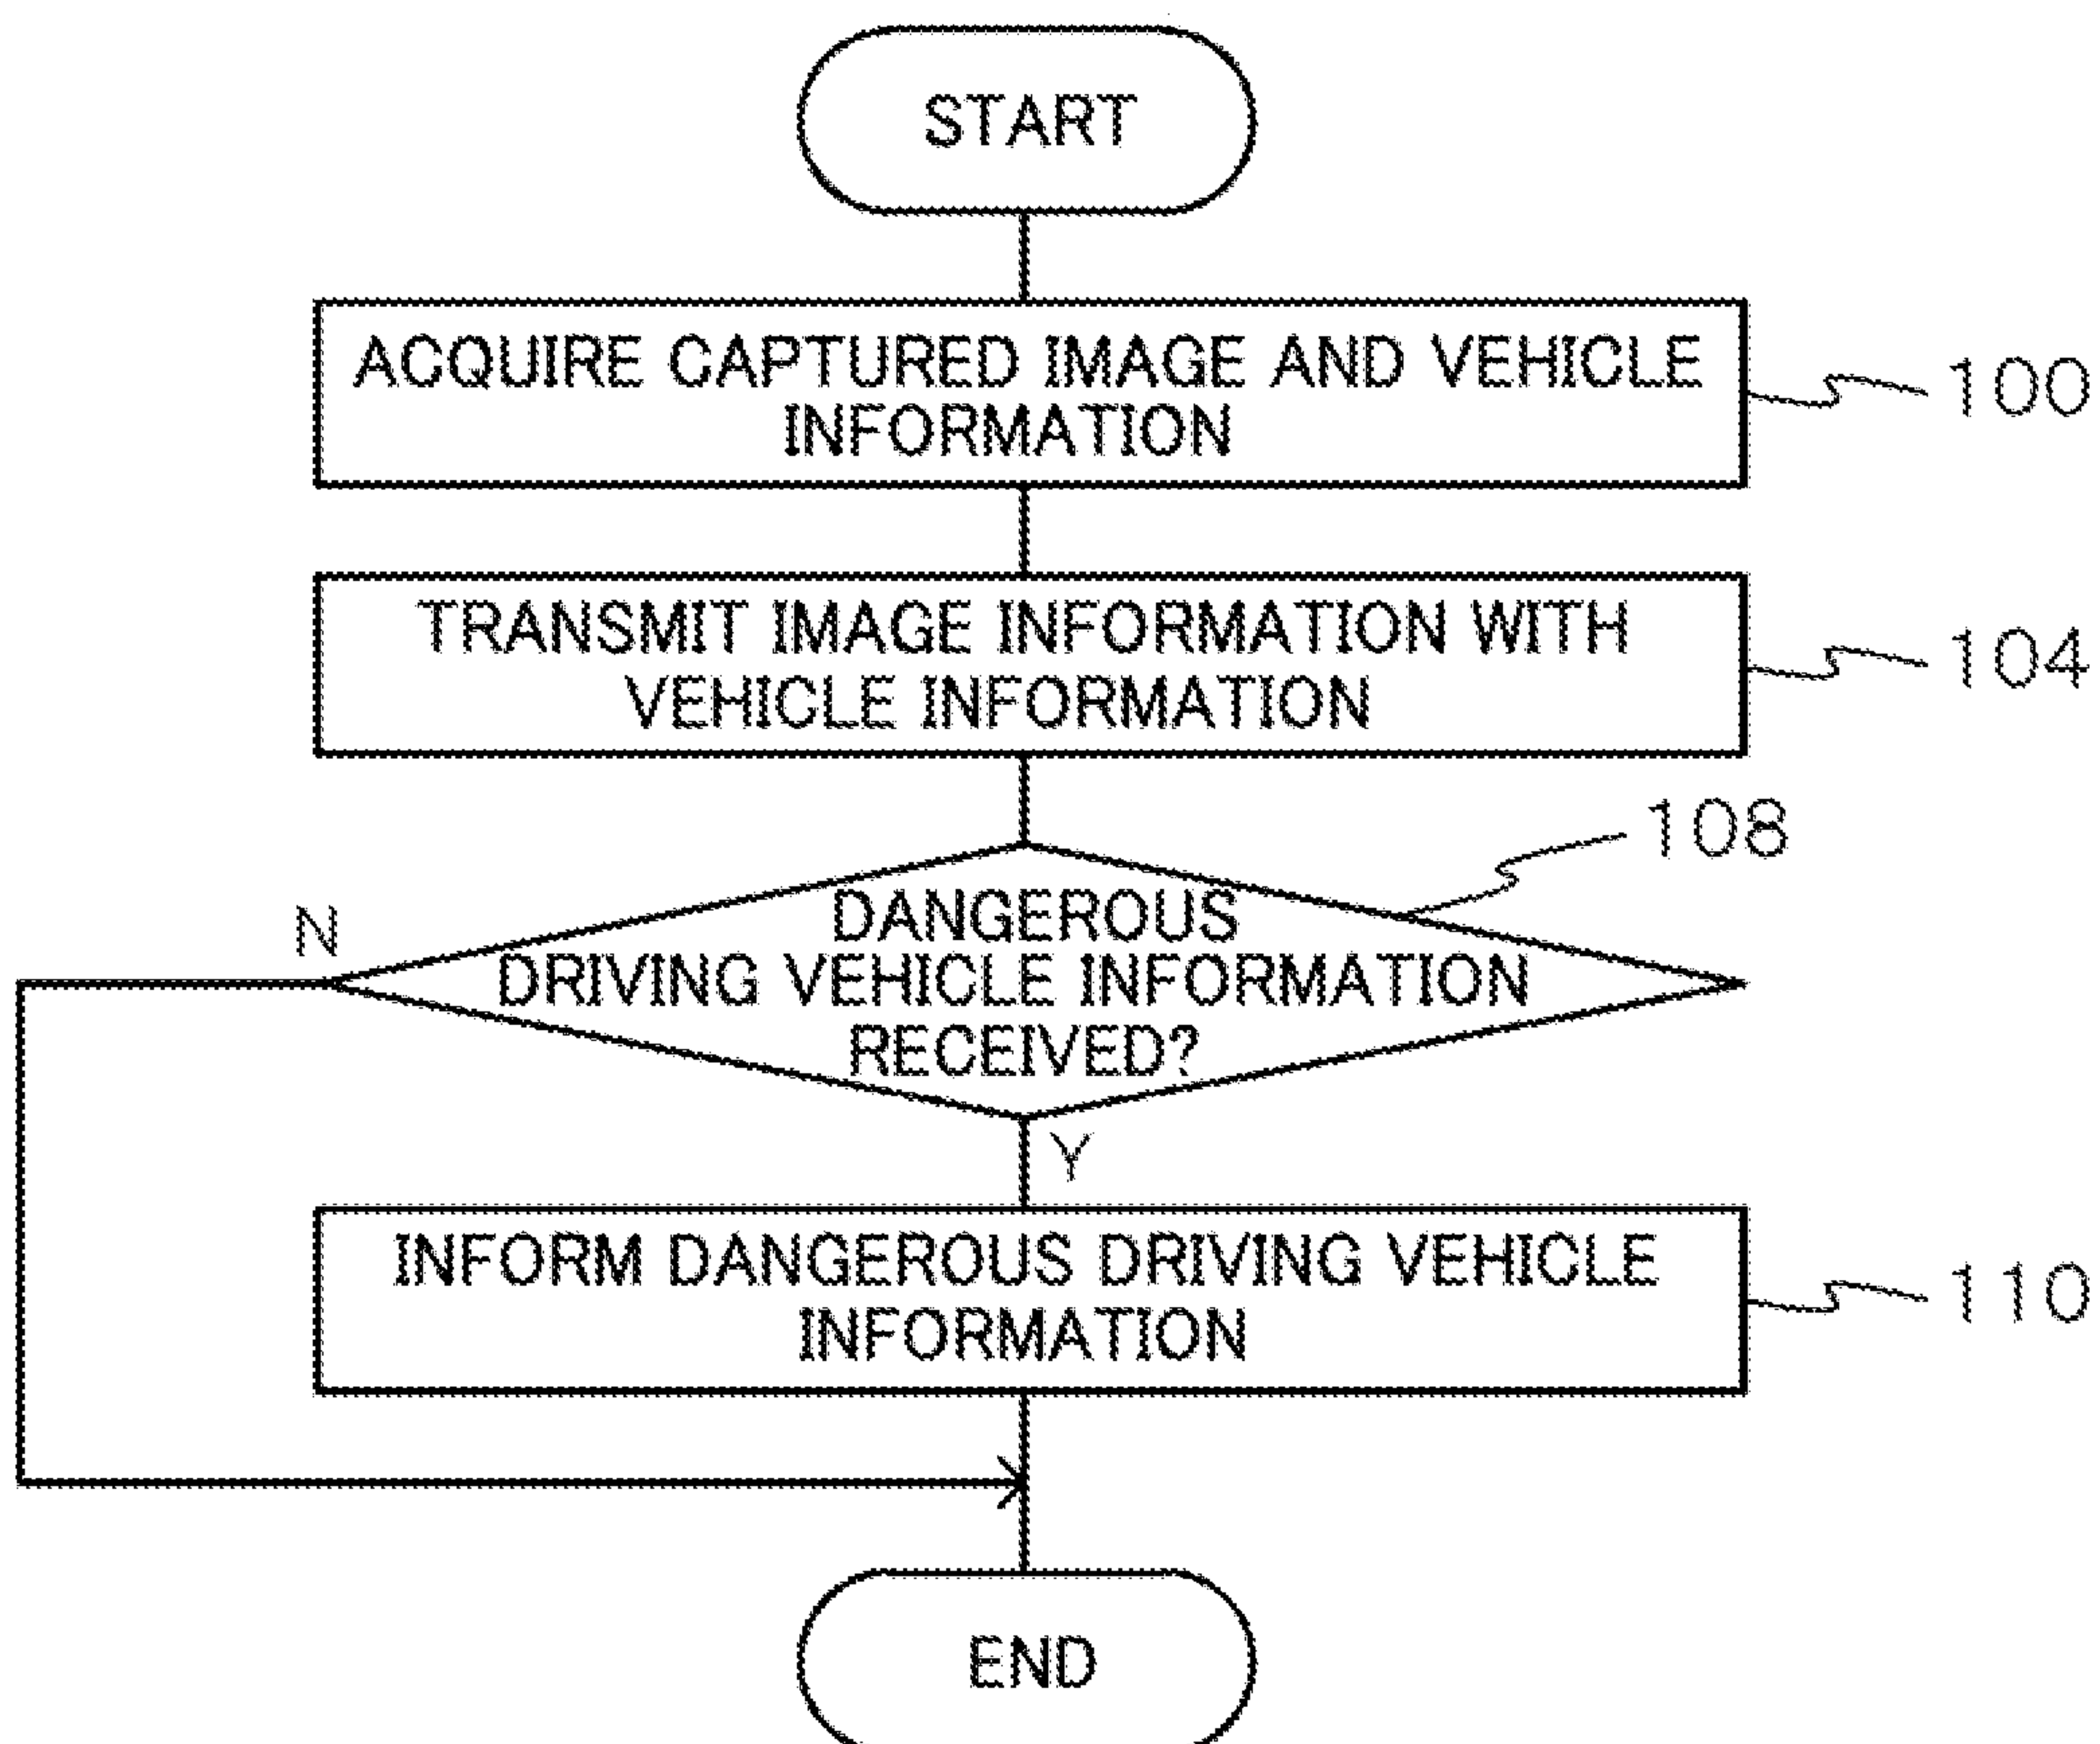 START
ACQUIRE CAPTURED IMAGE AND VEHICLE
INFORMATION
100
TRANSMIT IMAGE INFORMATION WITH
VEHICLE INFORMATION
104
108
N
DANGEROUS
DRIVING VEHICLE INFORMATION
RECEIVED?
Y
INFORM DANGEROUS DRIVING VEHICLE
INFORMATION
110
END